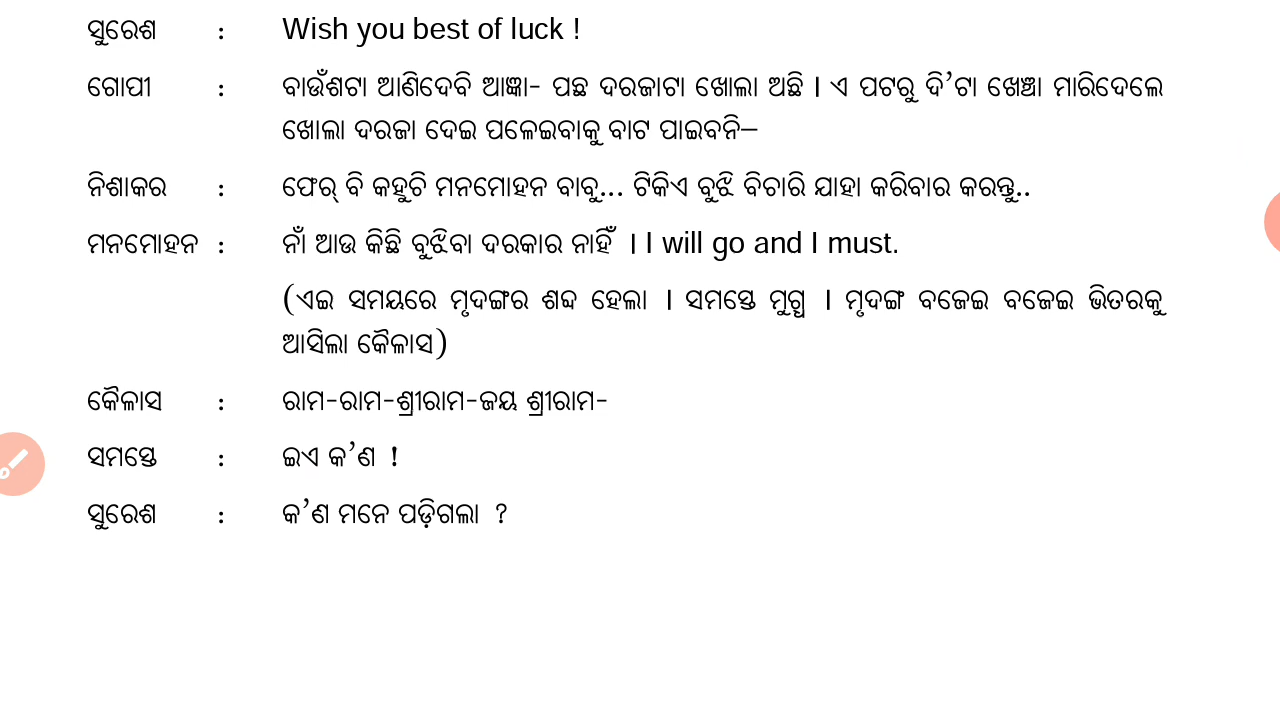 ସୁରେଶ : Wish you best of luck !
ଗୋପୀ : ବାଉଁଶଟା ଆଣିଦେବି ଆଜ୍ଞା- ପଛ ଦରଜାଟା ଖୋଲା ଅଛି । ଏ ପଟରୁ ଦି’ଟା ଖେଞ୍ଚା ମାରିଦେଲେ
ଖୋଲା ଦରଜା ଦେଇ ପଳେଇବାକୁ ବାଟ ପାଇବନି–
ନିଶାକର : ଫେର୍ ବି କହୁଚି ମନମୋହନ ବାବୁ... ଟିକିଏ ବୁଝି ବିଚାରି ଯାହା କରିବାର କରନ୍ତୁ..
ମନମୋହନ : ନାଁ ଆଉ କିଛି ବୁଝିବା ଦରକାର ନାହିଁ । I will go and I must.
(ଏଇ ସମୟରେ ମୃଦଙ୍ଗର ଶବ୍ଦ ହେଲା । ସମସ୍ତେ ମୁଗ୍ଧ । ମୃଦଙ୍ଗ ବଜେଇ ବଜେଇ ଭିତରକୁ
ଆସିଲା କୈଳାସ)
କୈଳାସ : ରାମ-ରାମ-ଶ୍ରୀରାମ-ଜୟ ଶ୍ରୀରାମ-
ସମସ୍ତେ : ଇଏ କ’ଣ !
ସୁରେଶ : କ’ଣ ମନେ ପଡ଼ିଗଲା ?